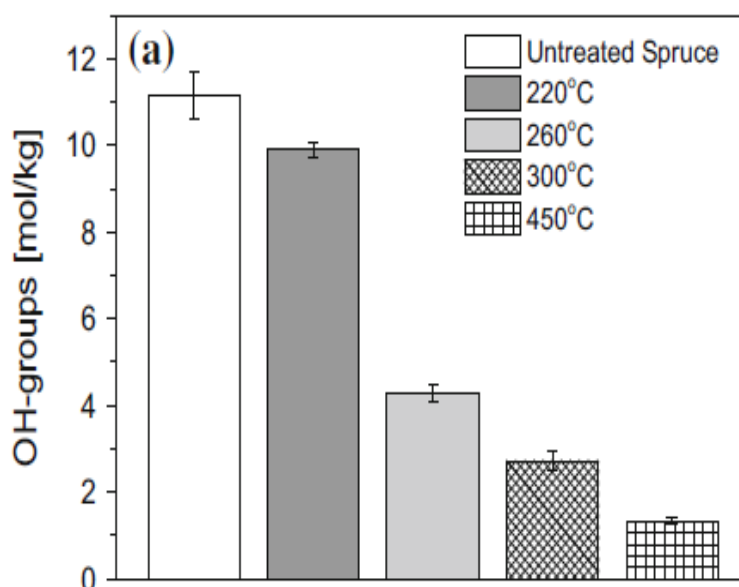 (a)
Untreated Spruce
220°C
260°C
300°C
450°C
OH-groups [mol/kg]
12
10
8
6
4
2
0